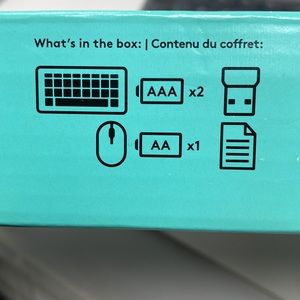 What's in the box: | Contenu du coffret:
AAA x2
AA x1